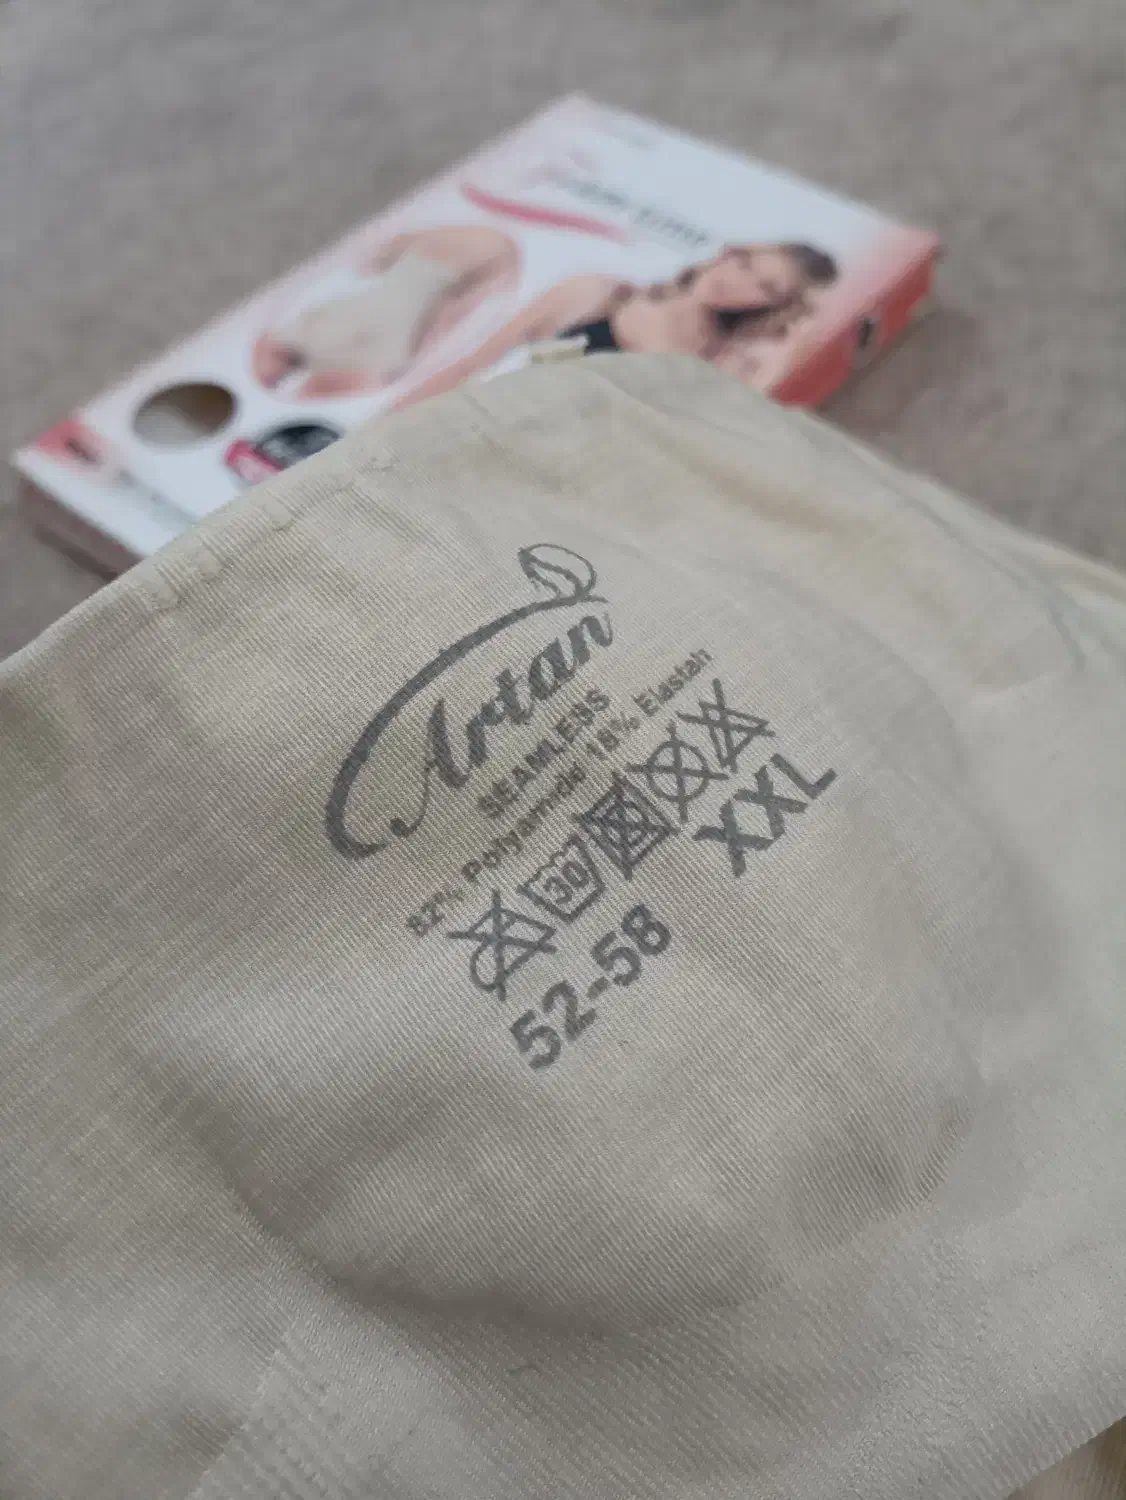 Artan
SEAMLESS
82% Polyamide 18% Elastan
30
XXL
52-58